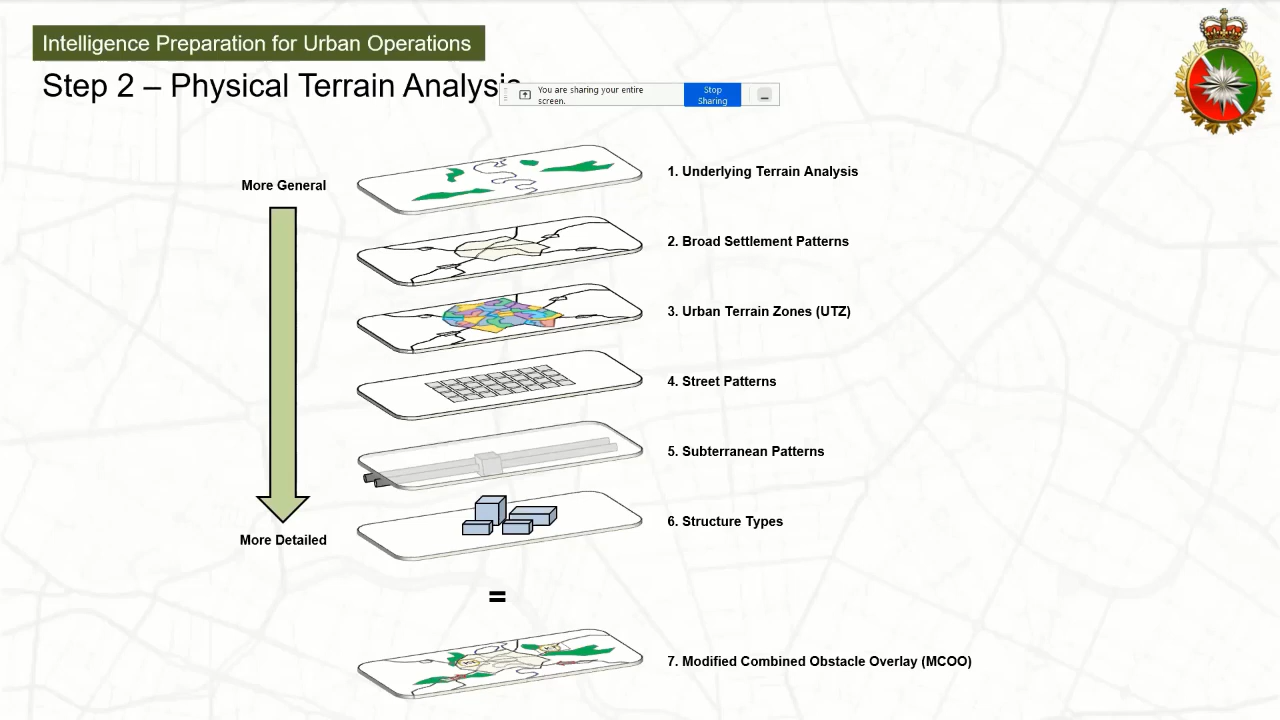 Intelligence Preparation for Urban Operations
Step 2 – Physical Terrain Analysis
You are sharing your entire
screen.
Stop
Sharing
More General
1. Underlying Terrain Analysis
2. Broad Settlement Patterns
3. Urban Terrain Zones (UTZ)
4. Street Patterns
5. Subterranean Patterns
6. Structure Types
More Detailed
=
7. Modified Combined Obstacle Overlay (MCOO)